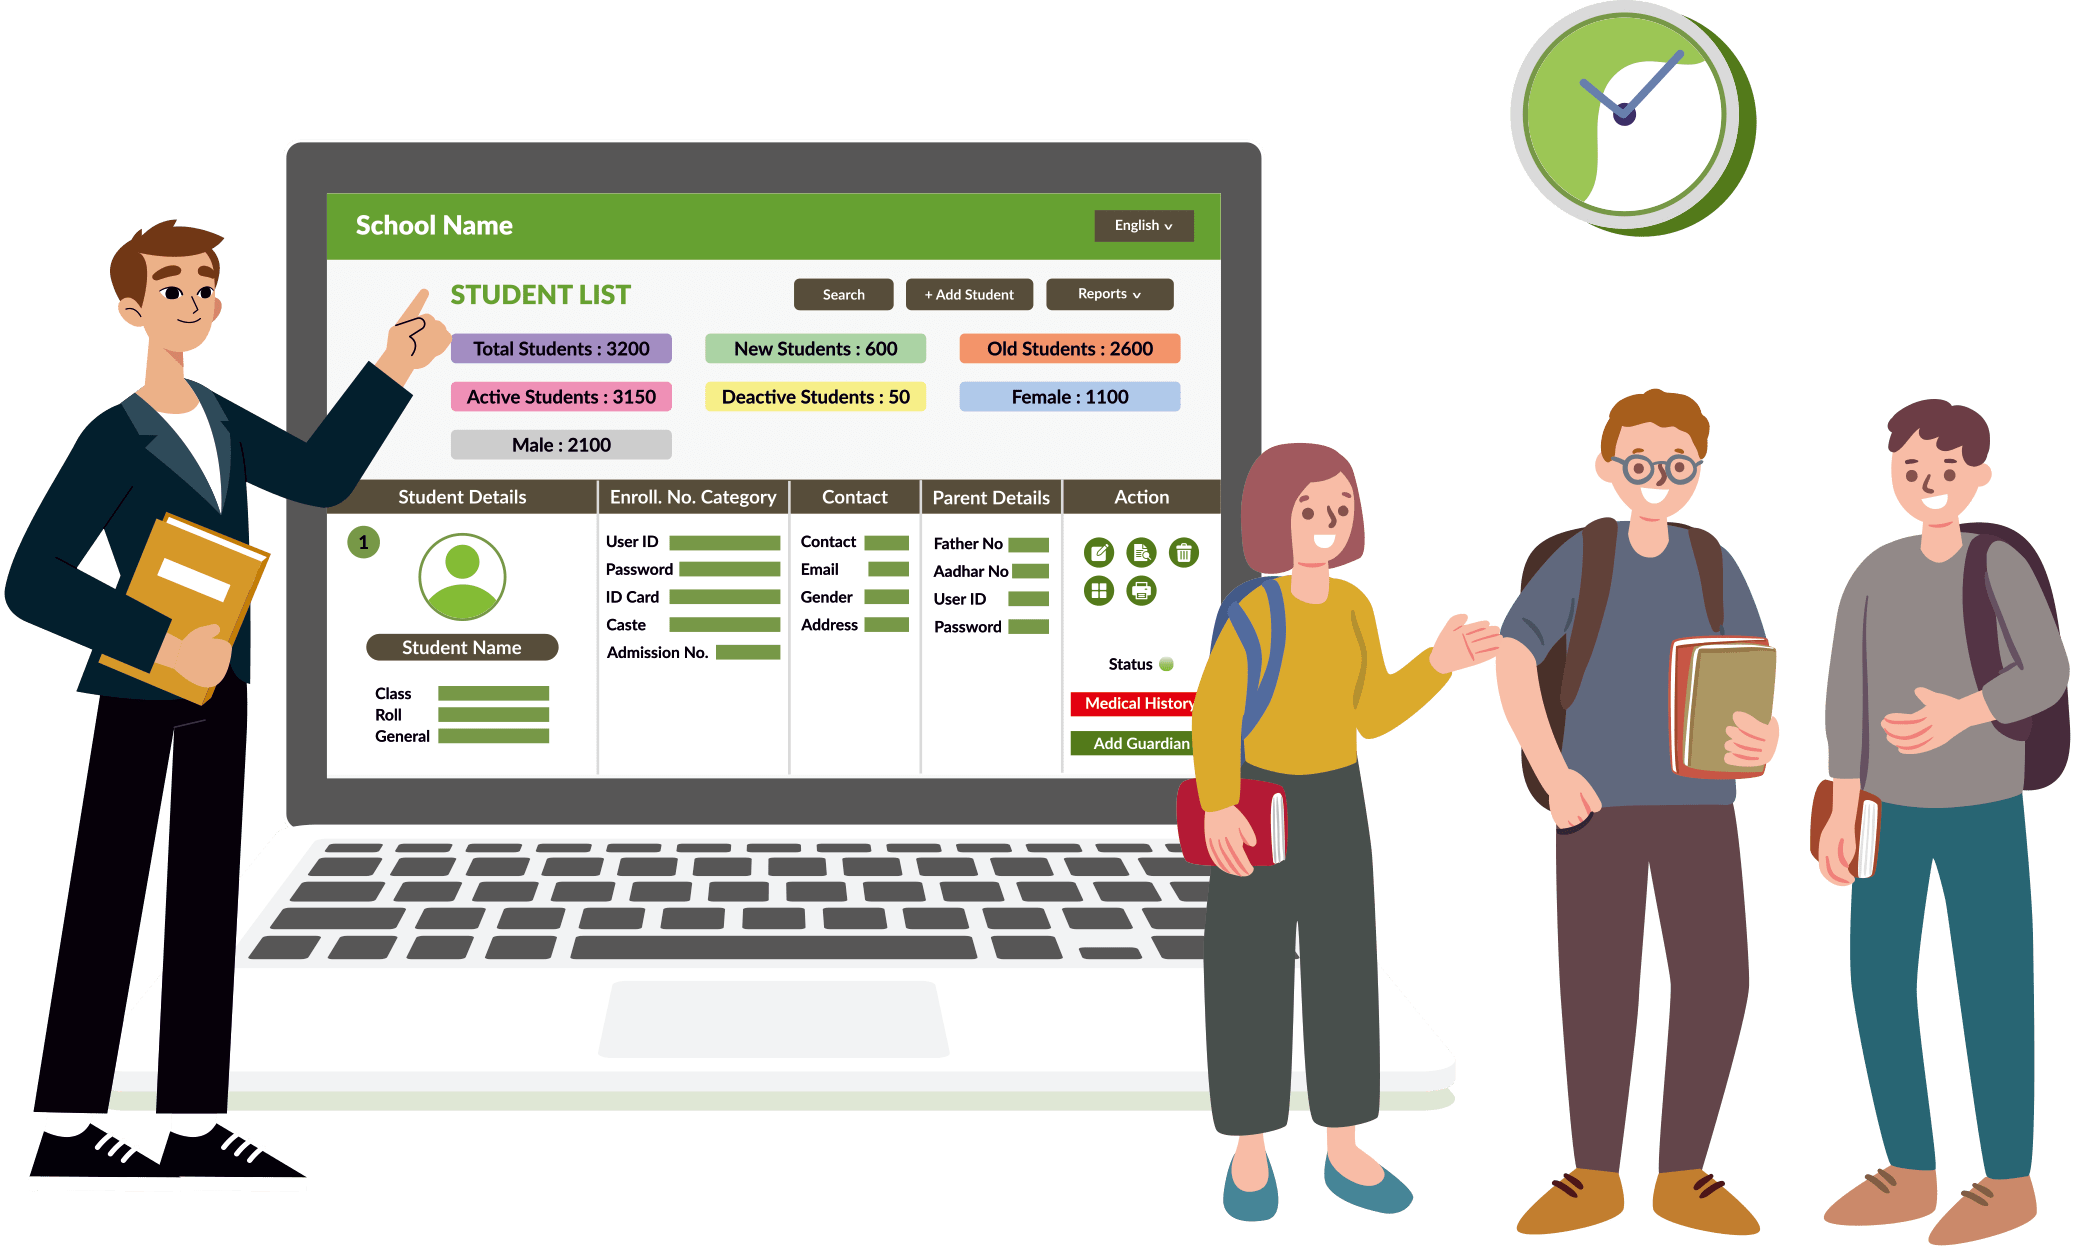 School Name
English
STUDENT LIST
Search
+ Add Student
Reports
Total Students : 3200
New Students : 600
Old Students : 2600
Active Students : 3150
Deactive Students : 50
Female : 1100
Male : 2100
Student Details
Enroll. No. Category
Contact
Parent Details
Action
1
Student Name
Class
Roll
General
User ID
Password
ID Card
Caste
Admission No.
Contact
Email
Gender
Address
Father No
Aadhar No
User ID
Password
Status
Medical History
Add Guardian